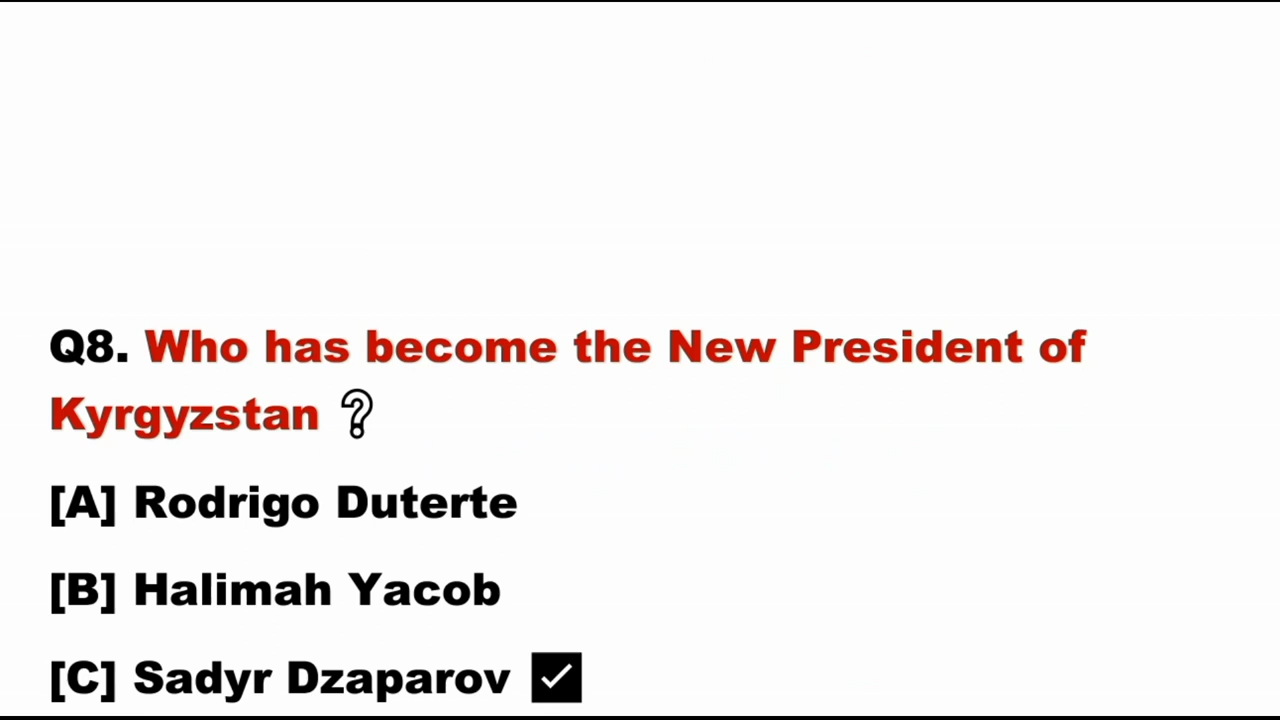 Q8. Who has become the New President of
Kyrgyzstan ?
[A] Rodrigo Duterte
[B] Halimah Yacob
[C] Sadyr Dzaparov